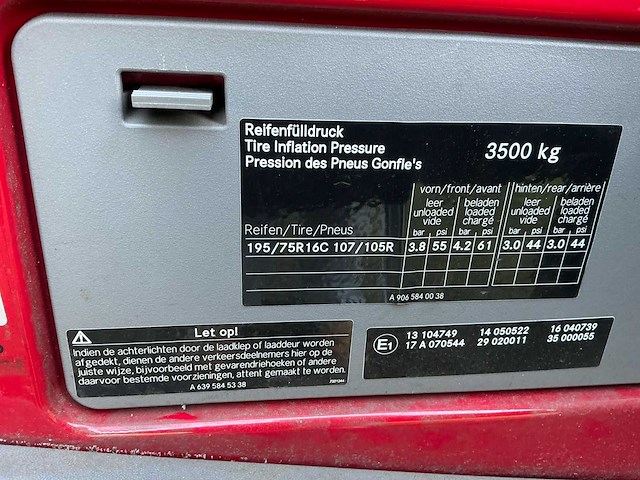 Reifenfülldruck
Tire Inflation Pressure
Pression des Pneus Gonfle's
3500 kg
vorn/front/avant hinten/rear/arrière
leer unloaded vide beladen loaded chargé leer unloaded vide beladen loaded chargé
Reifen/Tire/Pneus bar psi bar psi bar psi bar psi
195/75R16C 107/105R 3.8 55 4.2 61 3.0 44 3.0 44
A 906 584 00 38
Let op!
Indien de achterlichten door de laadklep of laaddeur worden
afgedekt, dienen de andere verkeersdeelnemers hier op de
juiste wijze, bijvoorbeeld met gevarendriehoeken of andere
daarvoor bestemde voorzieningen, attent gemaakt te worden.
A 639 584 53 38
E1
13 104749 14 050522 16 040739
17 A 070544 29 020011 35 000055